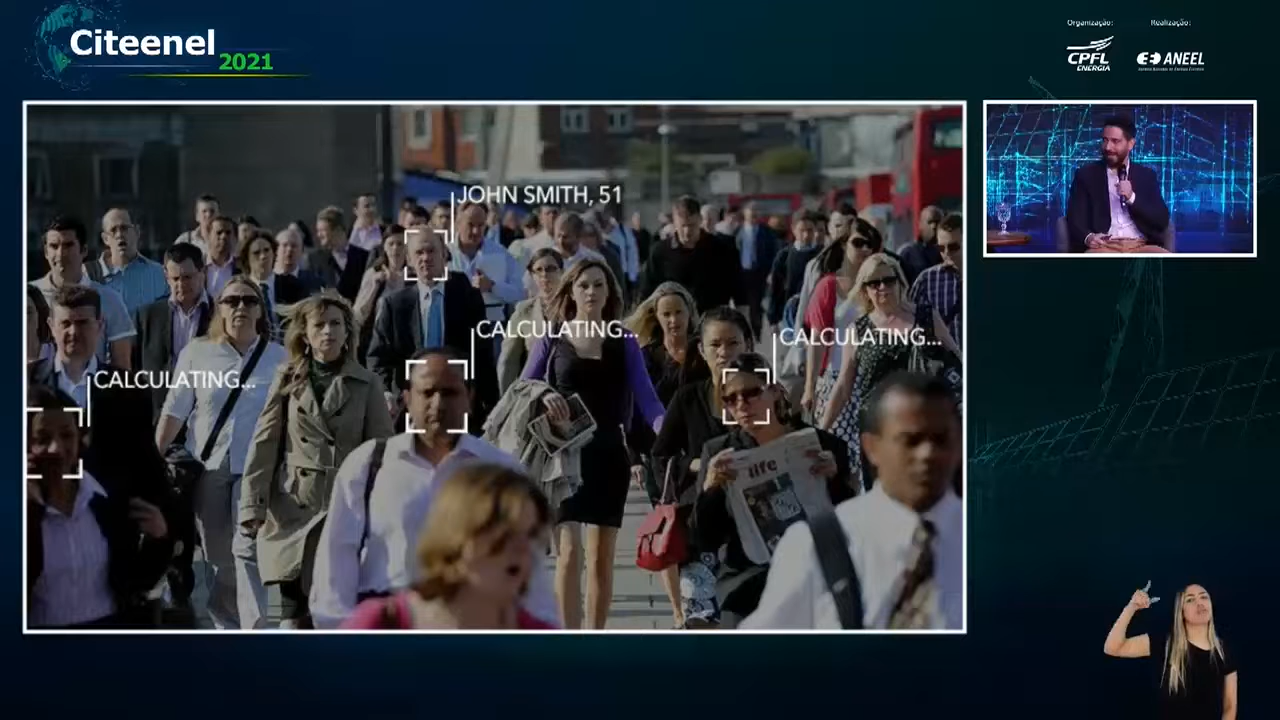 Citeenel
2021
Organização:
Realização:
CPFL
ENERGIA
ANEEL
JOHN SMITH, 51
CALCULATING...
CALCULATING...
CALCULATING...
life